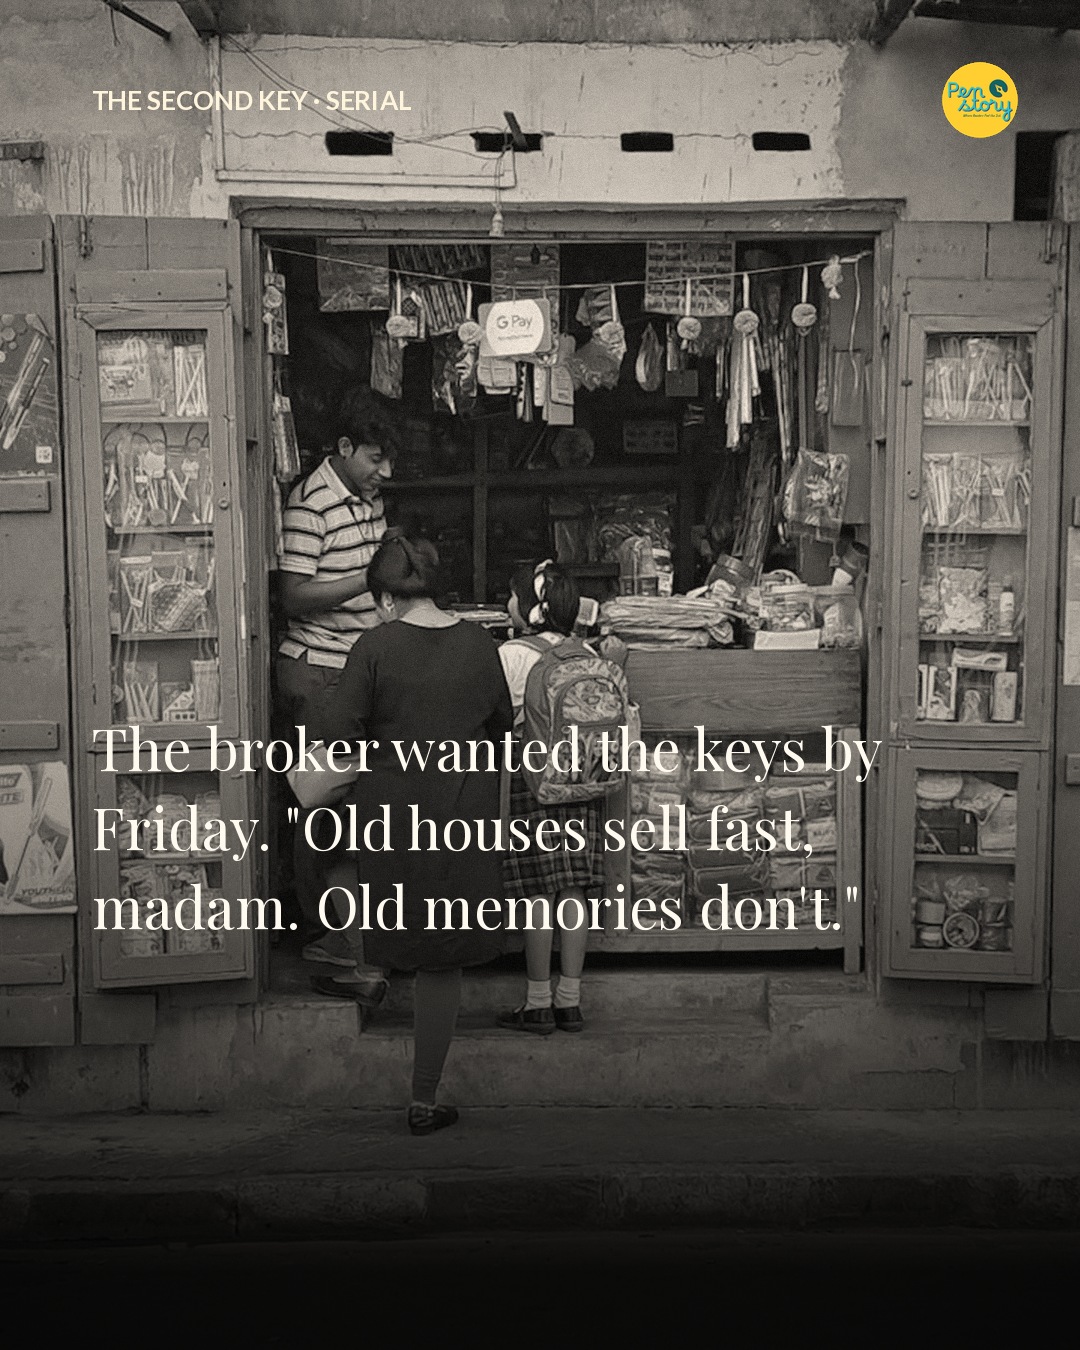 THE SECOND KEY · SERIAL
Pen
story
G Pay
The broker wanted the keys by
Friday. "Old houses sell fast,
madam. Old memories don't."